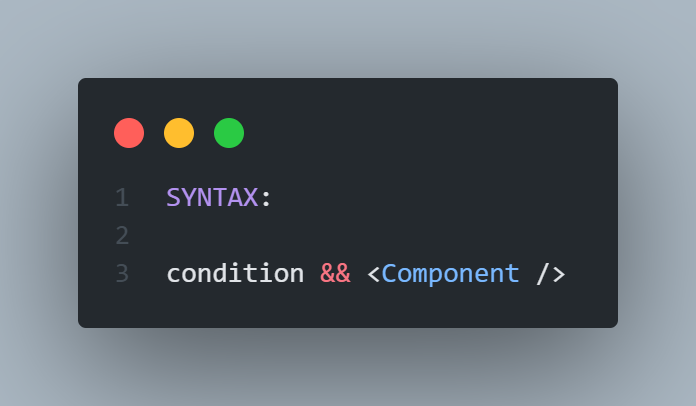 1 SYNTAX:
2
3 condition && <Component />